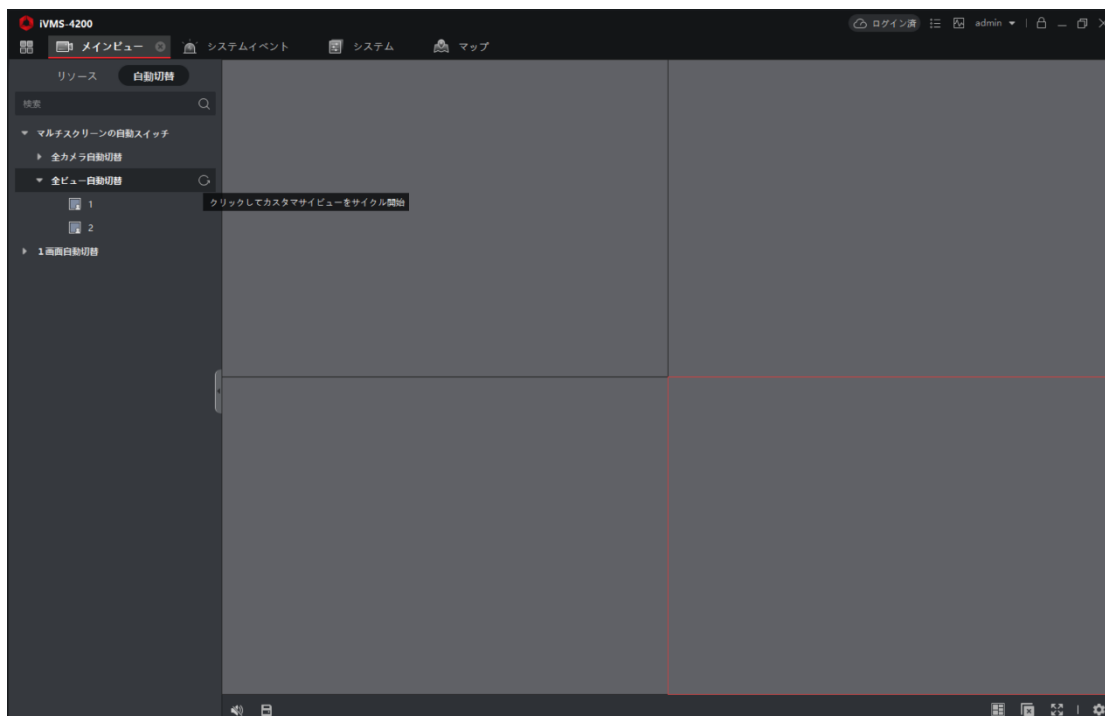 iVMS-4200
ログイン済 admin
メインビュー システムイベント システム マップ
リソース 自動切替
検索
マルチスクリーンの自動スイッチ
全カメラ自動切替
全ビュー自動切替
クリックしてカスタマサイビューをサイクル開始
1
2
1画面自動切替